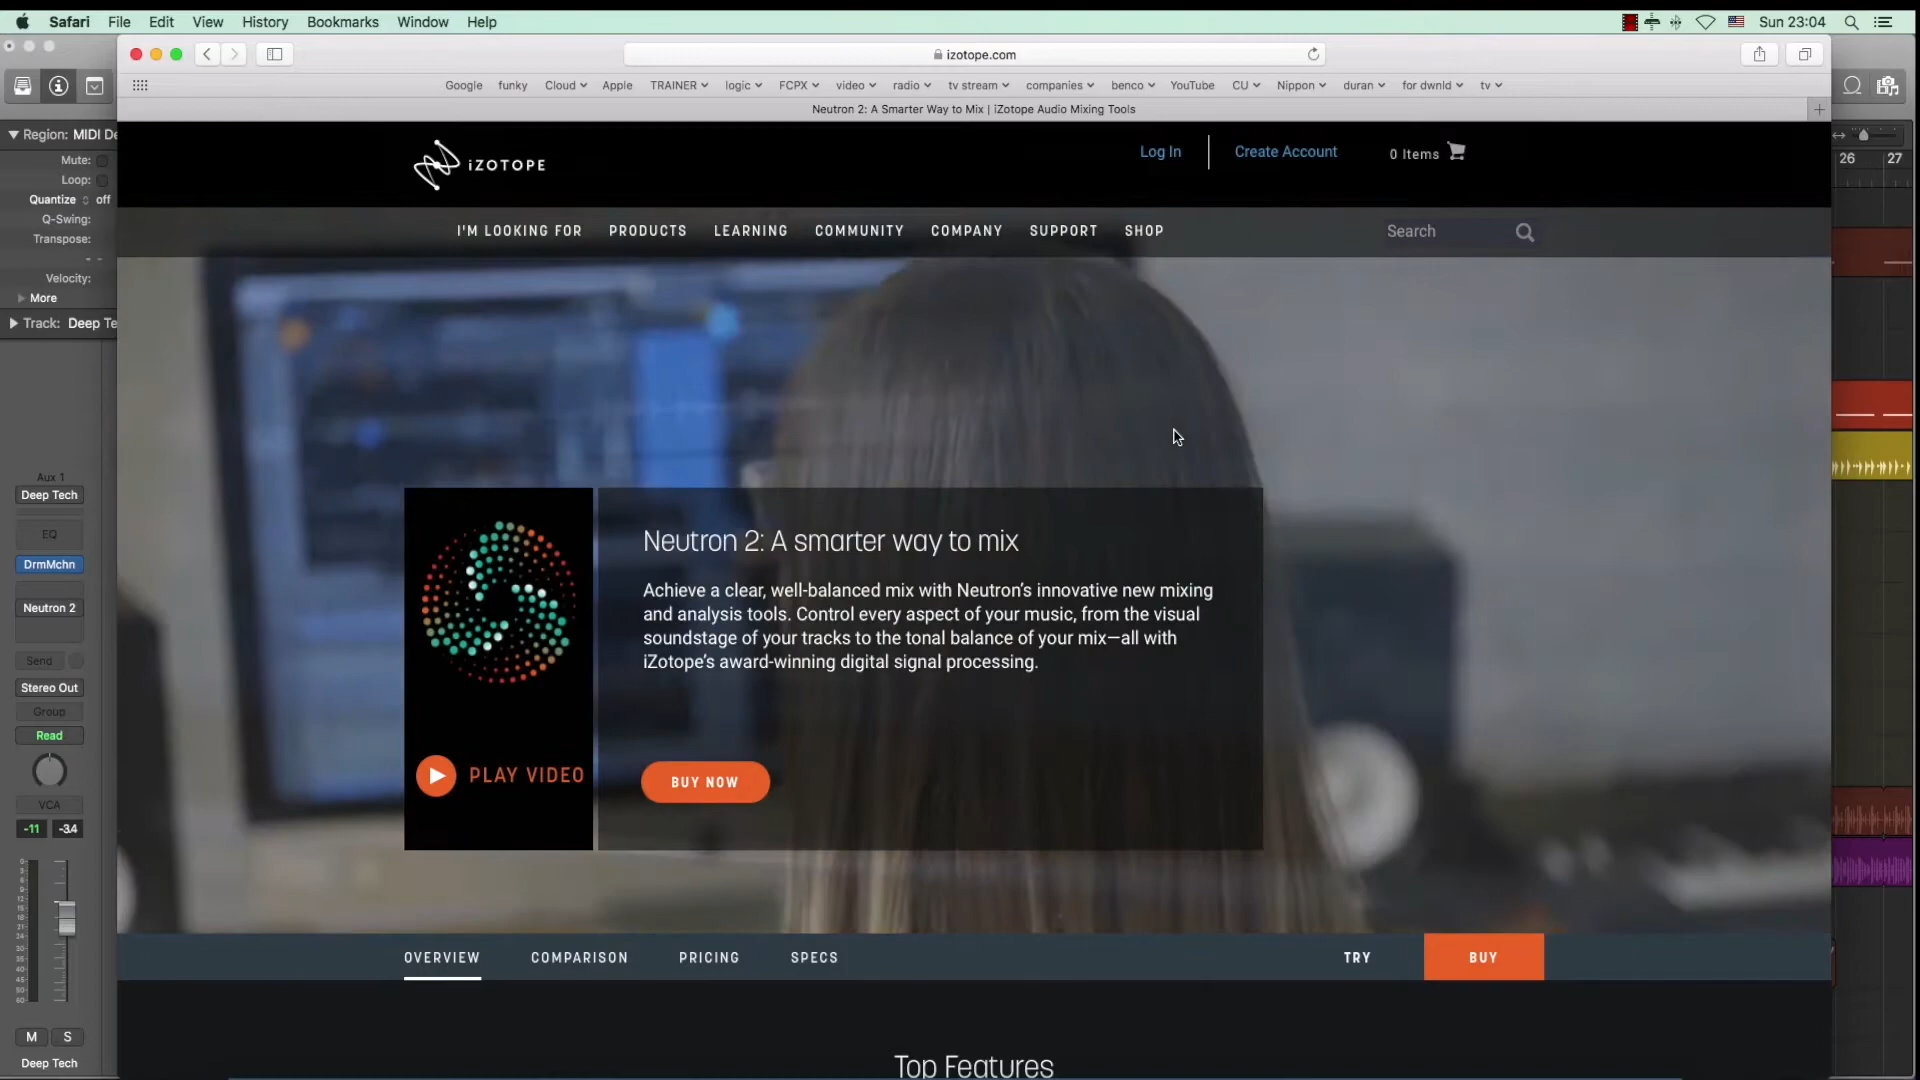 Safari File Edit View History Bookmarks Window Help Sun 23:04
izotope.com
Google funky Cloud Apple TRAINER logic FCPX video radio tv stream companies benco YouTube CU Nippon duran for dwnld tv
Neutron 2: A Smarter Way to Mix | iZotope Audio Mixing Tools
Region: MIDI De
Mute:
Loop:
Quantize off
Q-Swing:
Transpose:
Velocity:
More
Track: Deep Te
26 27
iZOTOPE
Log In Create Account 0 Items
I'M LOOKING FOR PRODUCTS LEARNING COMMUNITY COMPANY SUPPORT SHOP Search
Neutron 2: A smarter way to mix
Achieve a clear, well-balanced mix with Neutron's innovative new mixing
and analysis tools. Control every aspect of your music, from the visual
soundstage of your tracks to the tonal balance of your mix—all with
iZotope's award-winning digital signal processing.
PLAY VIDEO
BUY NOW
Aux 1
Deep Tech
EQ
DrmMchn
Neutron 2
Send
Stereo Out
Group
Read
VCA
-11 -3.4
M S
Deep Tech
OVERVIEW COMPARISON PRICING SPECS TRY BUY
Top Features